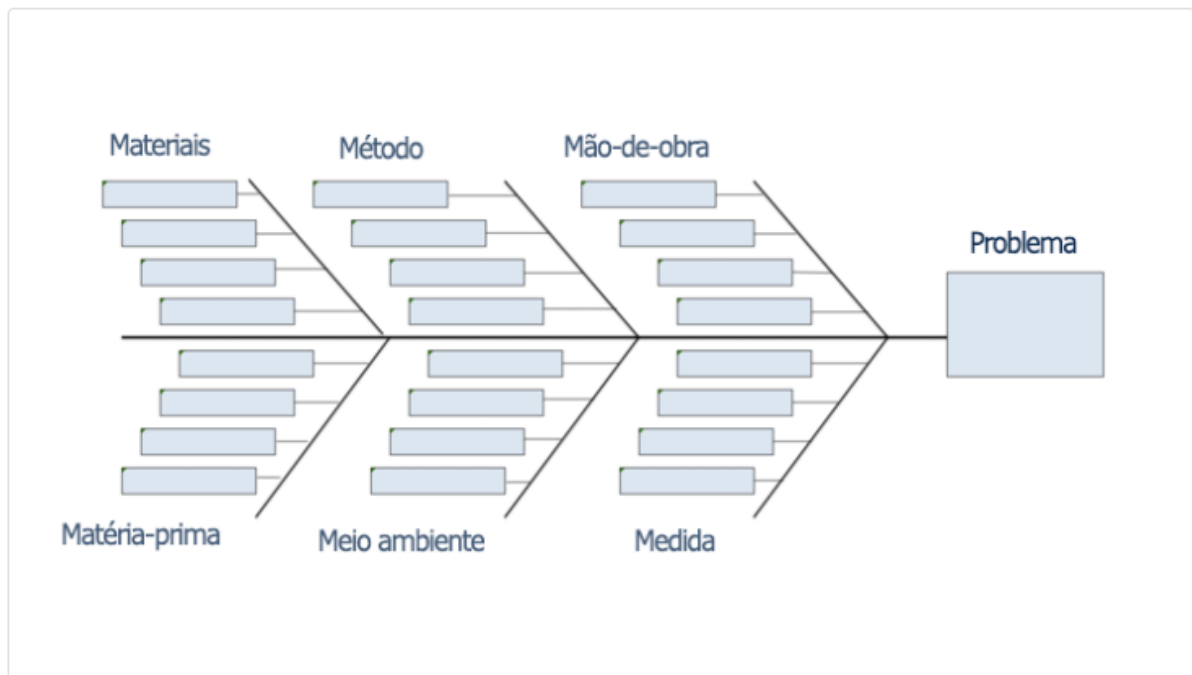 Materiais
Método
Mão-de-obra
Problema
Matéria-prima
Meio ambiente
Medida